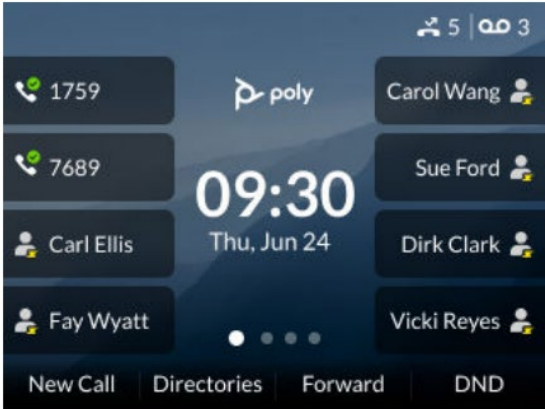 5 | 3
1759
poly
Carol Wang
7689
Sue Ford
09:30
Thu, Jun 24
Carl Ellis
Dirk Clark
Fay Wyatt
Vicki Reyes
New Call
Directories
Forward
DND